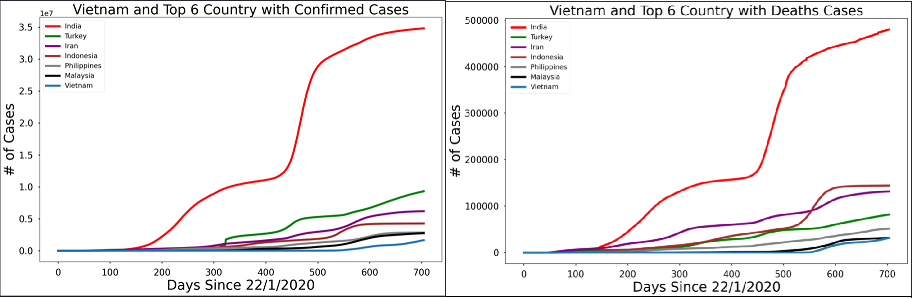 Vietnam and Top 6 Country with Confirmed Cases
1e7
3.5
3.0
2.5
2.1
1.6
1.0
0.5
0.0
# of Cases
India
Turkey
Iran
Indonesia
Philippines
Malaysia
Vietnam
0 100 200 300 400 500 600 700
Days Since 22/1/2020
Vietnam and Top 6 Country with Deaths Cases
500000
400000
300000
200000
100000
0
# of Cases
India
Turkey
Iran
Indonesia
Philippines
Malaysia
Vietnam
0 100 200 300 400 500 600 700
Days Since 22/1/2020